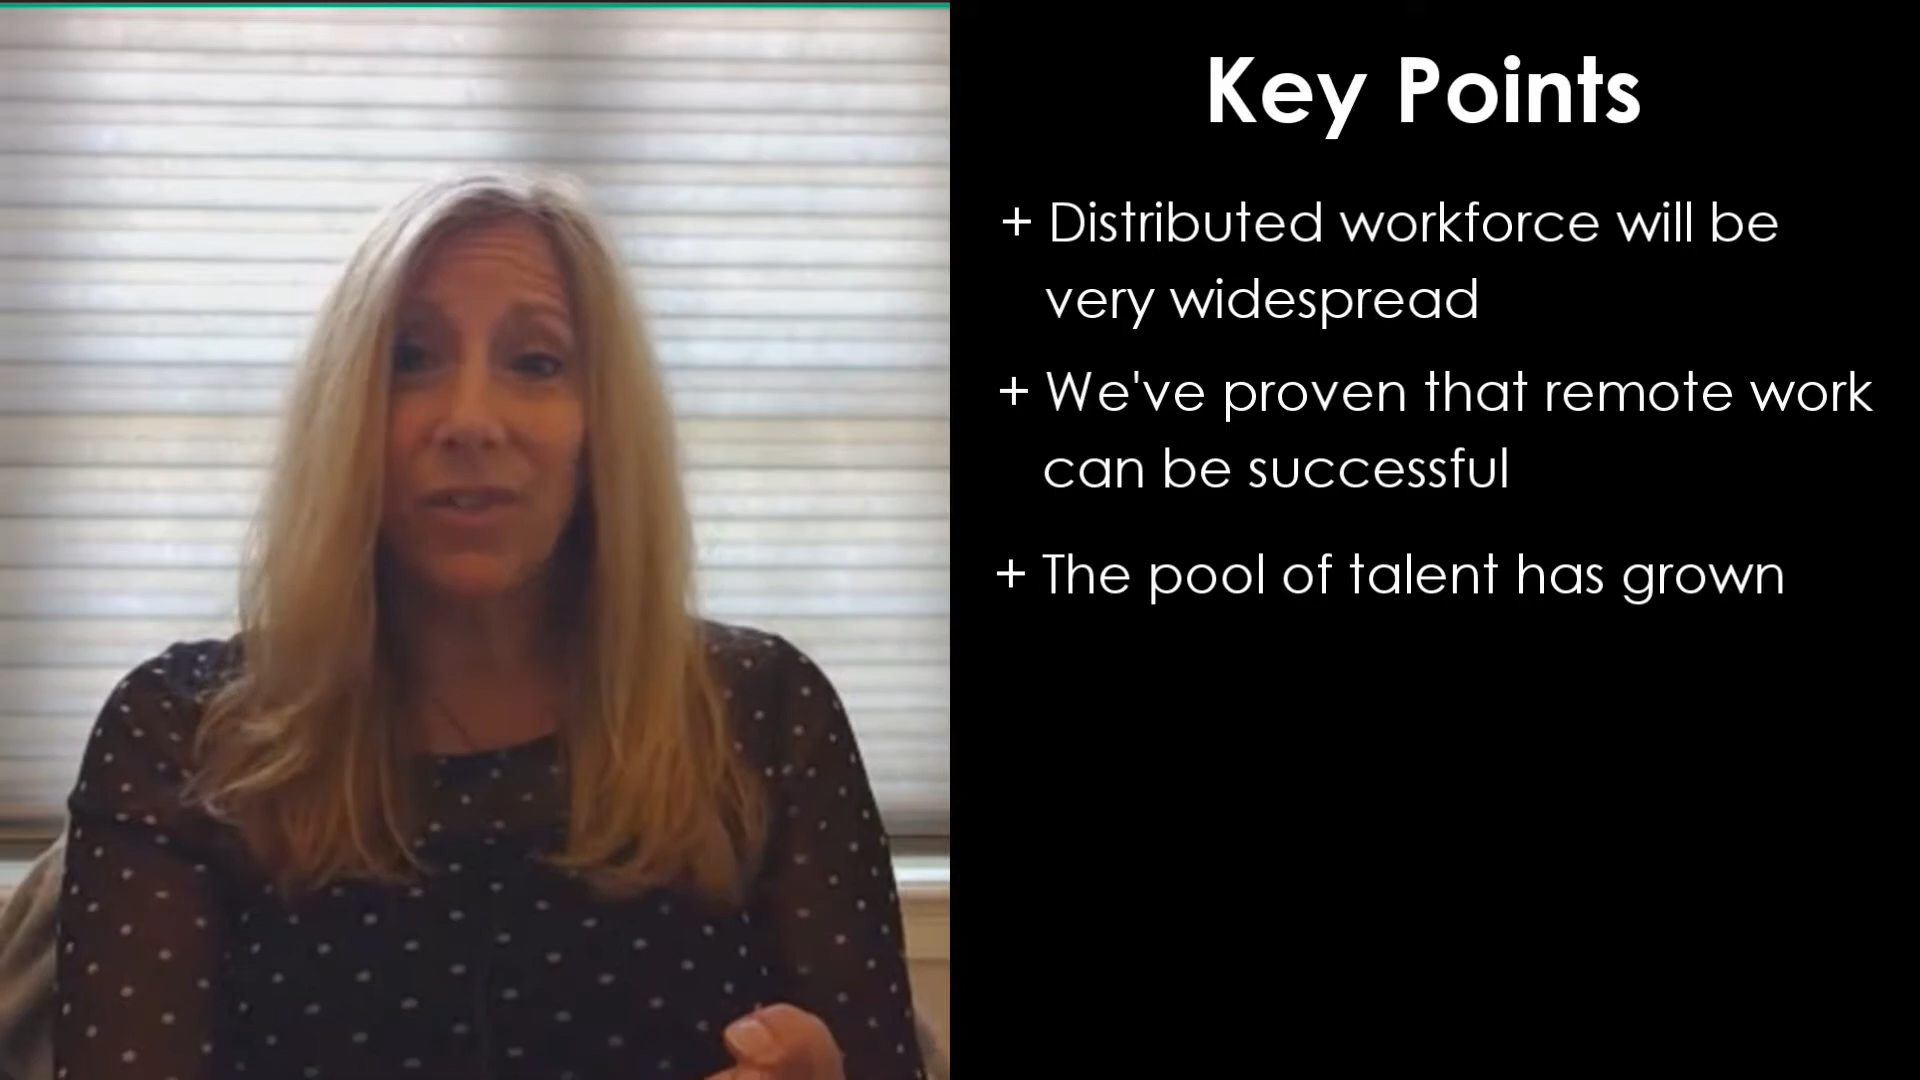 Key Points
+ Distributed workforce will be
very widespread
+ We've proven that remote work
can be successful
+ The pool of talent has grown